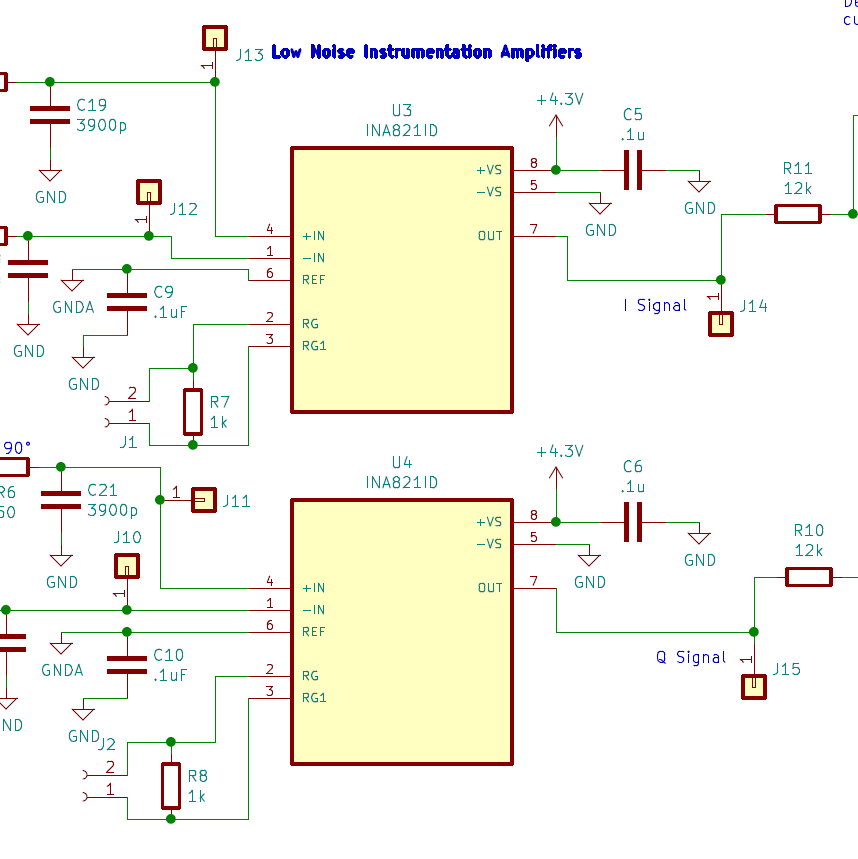 J13
Low Noise Instrumentation Amplifiers
1
C19
3900p
GND
U3
INA821ID
+4.3V
C5
.1u
8
+VS
5
-VS
GND
GND
R11
12k
J12
1
4
+IN
1
-IN
6
REF
7
OUT
GND
GNDA
C9
.1uF
GND
2
RG
3
RG1
I Signal
1
J14
2
1
J1
R7
1k
90°
R6
C21
3900p
GND
1
J11
J10
1
U4
INA821ID
+4.3V
C6
.1u
8
+VS
5
-VS
GND
GND
R10
12k
4
+IN
1
-IN
6
REF
7
OUT
GNDA
C10
.1uF
GND
2
RG
3
RG1
Q Signal
1
J15
J2
2
1
R8
1k